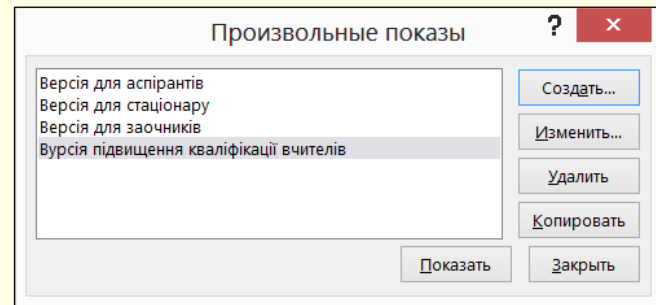 Произвольные показы
?
×
Версія для аспірантів
Версія для стаціонару
Версія для заочників
Вурсія підвищення кваліфікації вчителів
Создать...
Изменить...
Удалить
Копировать
Показать
Закрыть